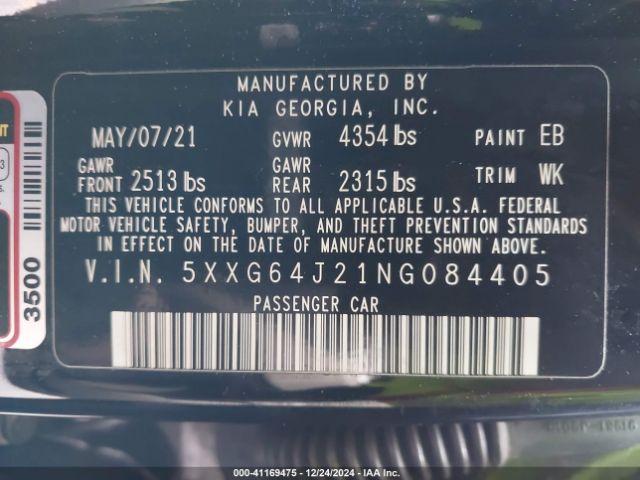 MANUFACTURED BY
KIA GEORGIA, INC.
MAY/07/21 GVWR 4354 lbs PAINT EB
GAWR FRONT 2513 lbs GAWR REAR 2315 lbs TRIM WK
THIS VEHICLE CONFORMS TO ALL APPLICABLE U.S.A. FEDERAL
MOTOR VEHICLE SAFETY, BUMPER, AND THEFT PREVENTION STANDARDS
IN EFFECT ON THE DATE OF MANUFACTURE SHOWN ABOVE.
V.I.N. 5XXG64J21NG084405
PASSENGER CAR
3500
000-41169475 - 12/24/2024 - IAA Inc.